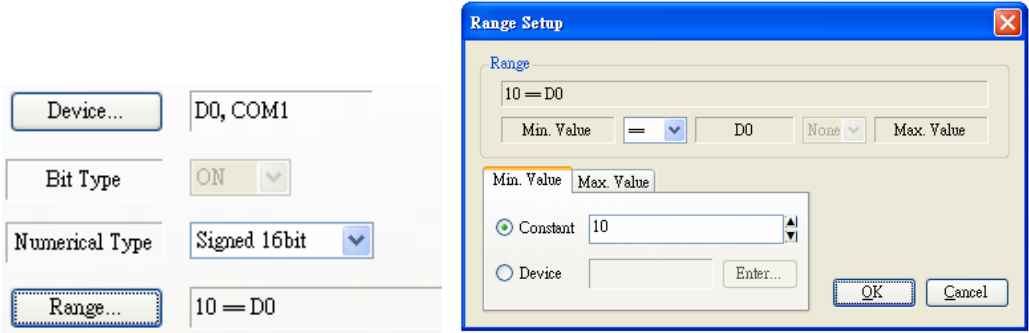 Device... D0, COM1
Bit Type ON
Numerical Type Signed 16bit
Range... 10 == D0
Range Setup
Range
10 == D0
Min. Value == D0 None Max. Value
Min. Value Max. Value
Constant 10
Device Enter...
OK Cancel